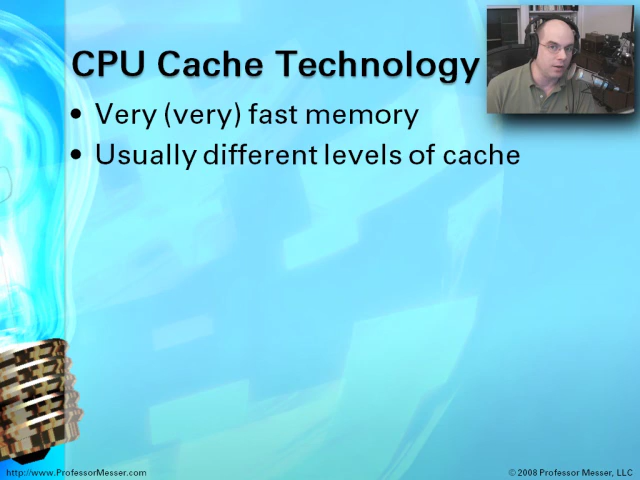 CPU Cache Technology
• Very (very) fast memory
• Usually different levels of cache
http://www.ProfessorMesser.com
© 2008 Professor Messer, LLC